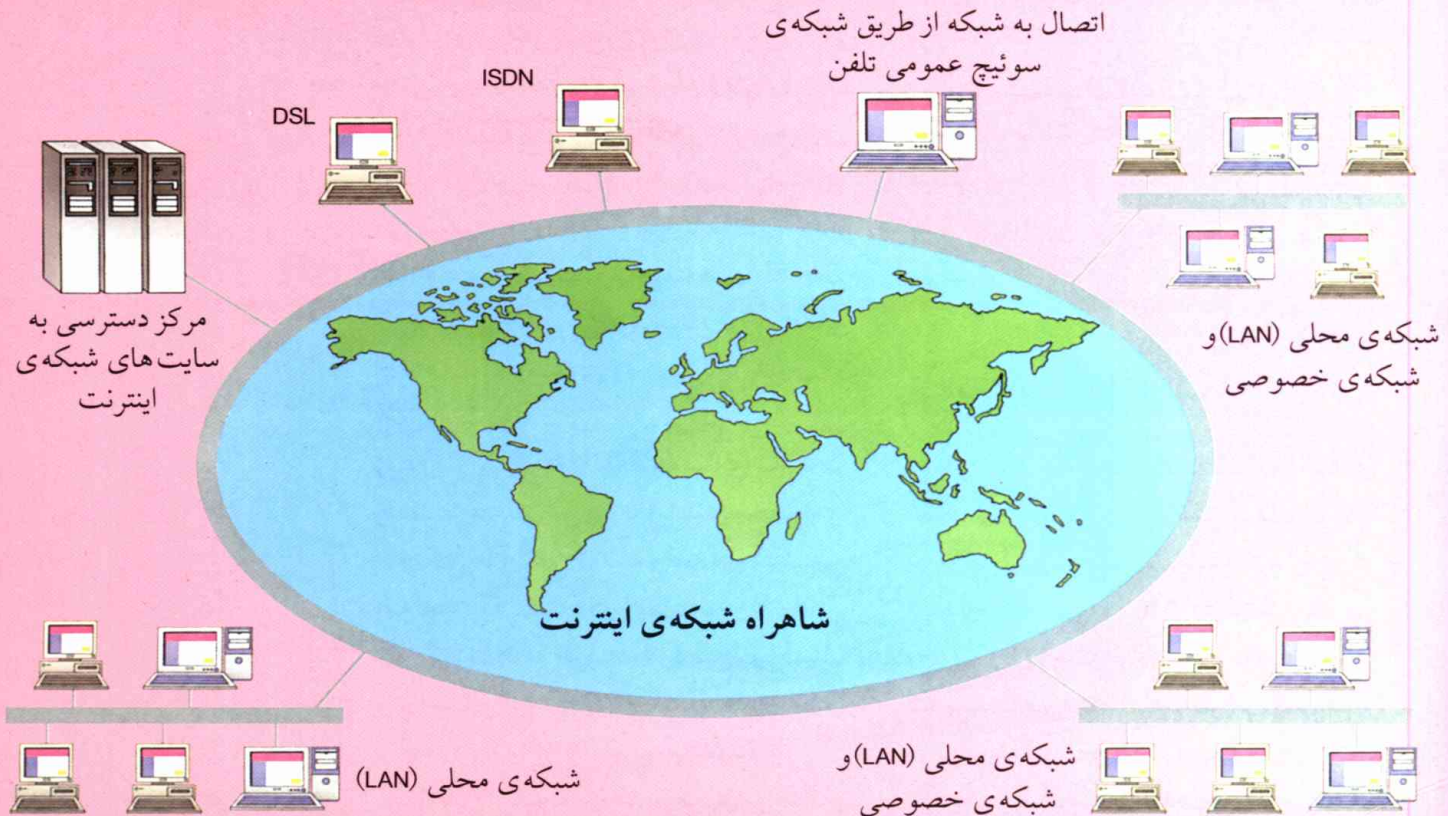 اتصال به شبکه از طریق شبکه‌ی
سوئیچ عمومی تلفن
ISDN
DSL
مرکز دسترسی به
سایت‌های شبکه‌ی
اینترنت
شبکه‌ی محلی (LAN) و
شبکه‌ی خصوصی
شاهراه شبکه‌ی اینترنت
شبکه‌ی محلی (LAN) و
شبکه‌ی خصوصی
شبکه‌ی محلی (LAN)